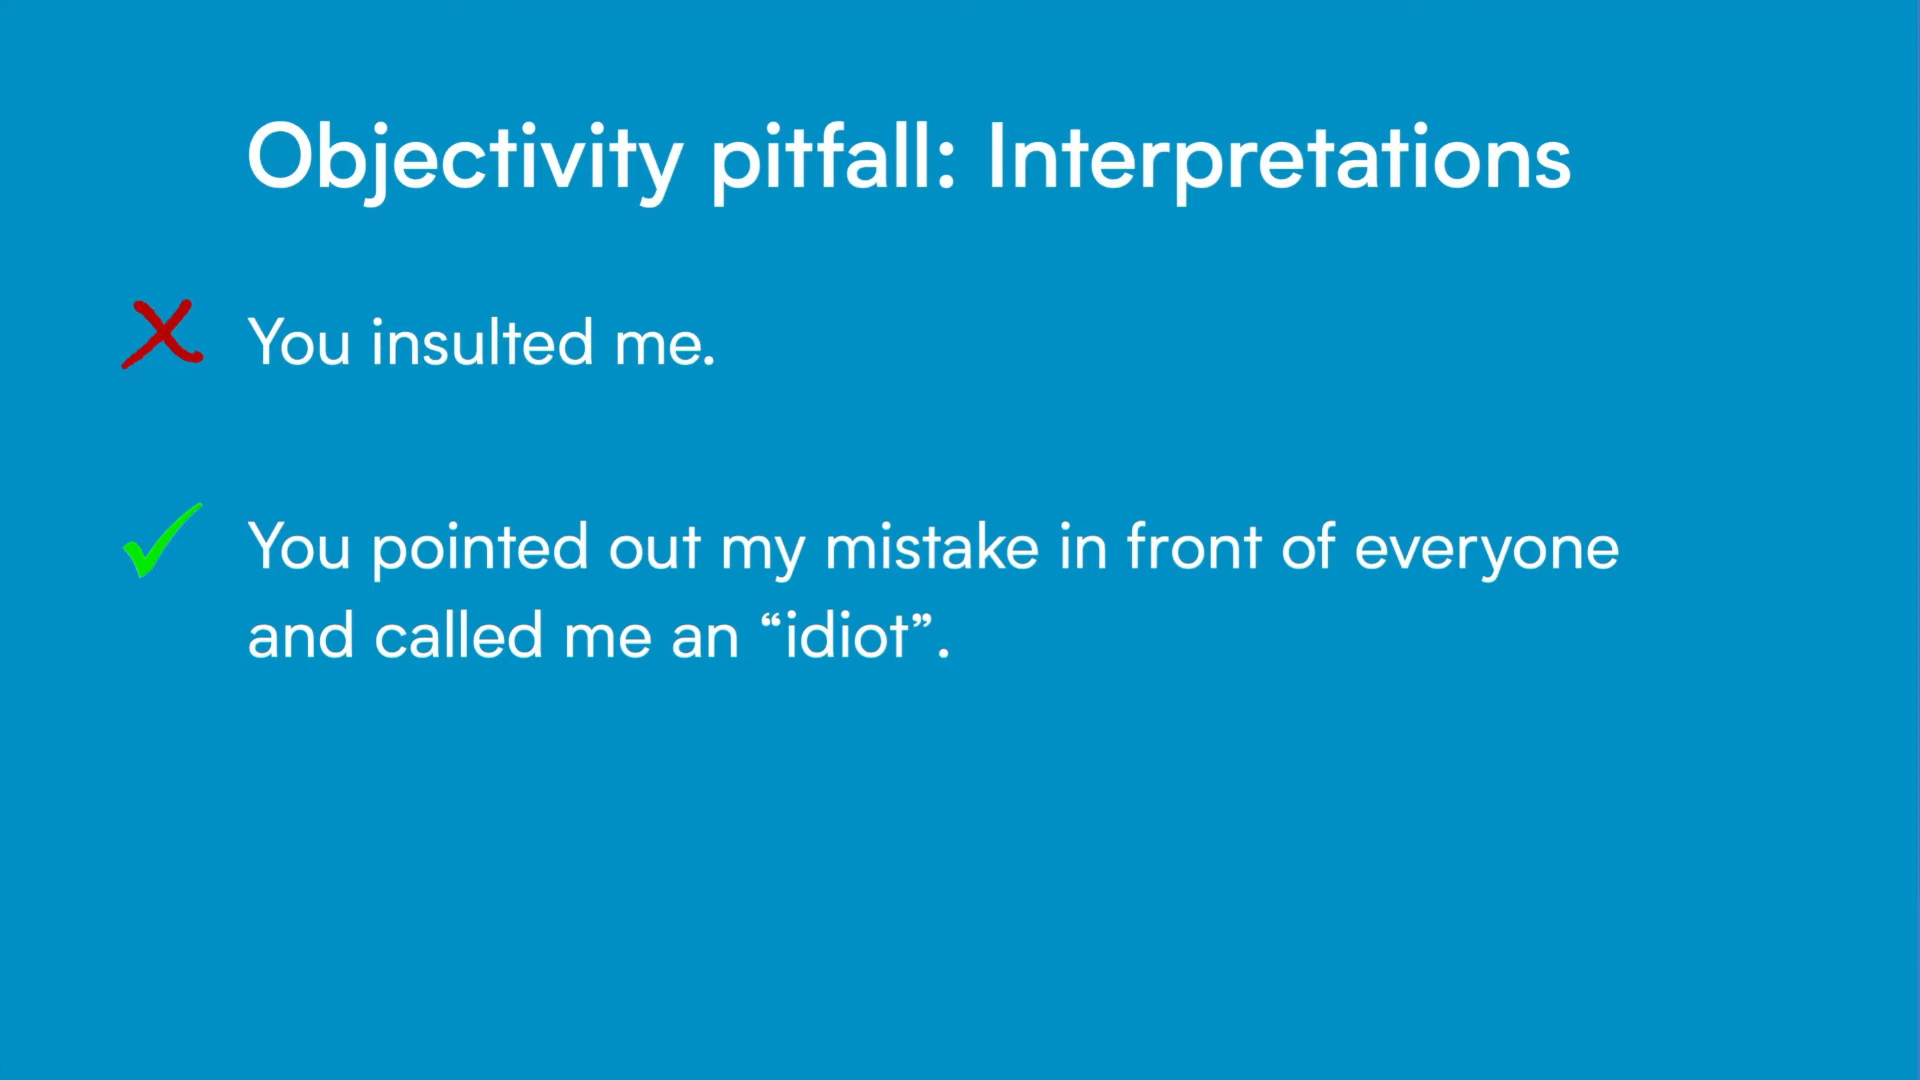 Objectivity pitfall: Interpretations
You insulted me.
You pointed out my mistake in front of everyone
and called me an “idiot”.